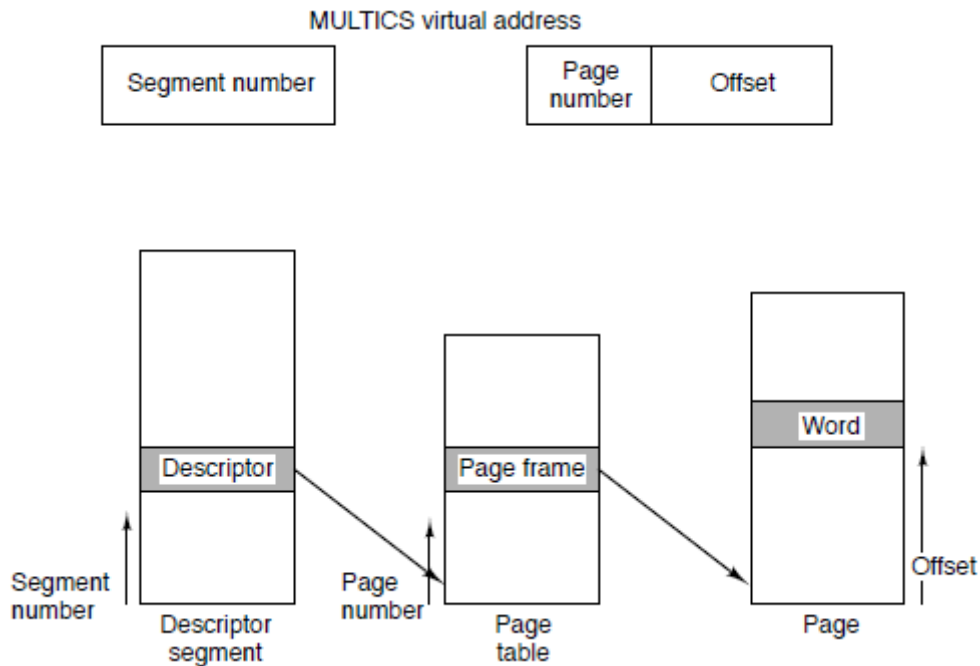 MULTICS virtual address
Segment number
Page
number
Offset
Descriptor
Page frame
Word
Segment
number
Page
number
Offset
Descriptor
segment
Page
table
Page